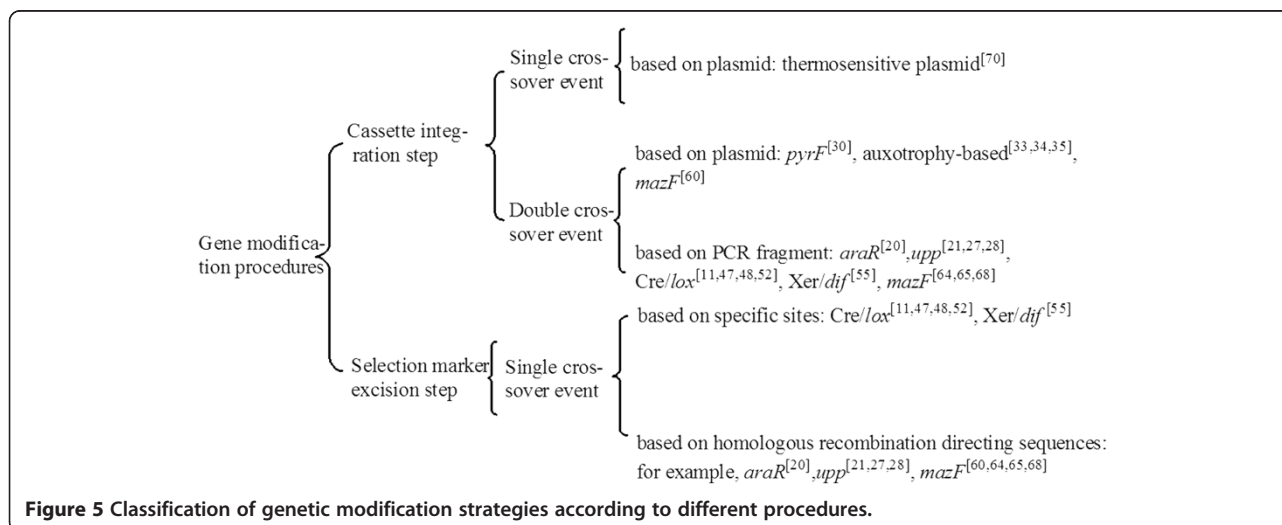 Single cros-
sover event
based on plasmid: thermosensitive plasmid[70]
Cassette integ-
ration step
based on plasmid: pyrF[30], auxotrophy-based[33,34,35],
mazF[60]
Double cros-
sover event
Gene modifica-
tion procedures
based on PCR fragment: araR[20],upp[21,27,28],
Cre/lox[11,47,48,52], Xer/dif[55], mazF[64,65,68]
based on specific sites: Cre/lox[11,47,48,52], Xer/dif[55]
Selection marker
excision step
Single cros-
sover event
based on homologous recombination directing sequences:
for example, araR[20],upp[21,27,28], mazF[60,64,65,68]
Figure 5 Classification of genetic modification strategies according to different procedures.